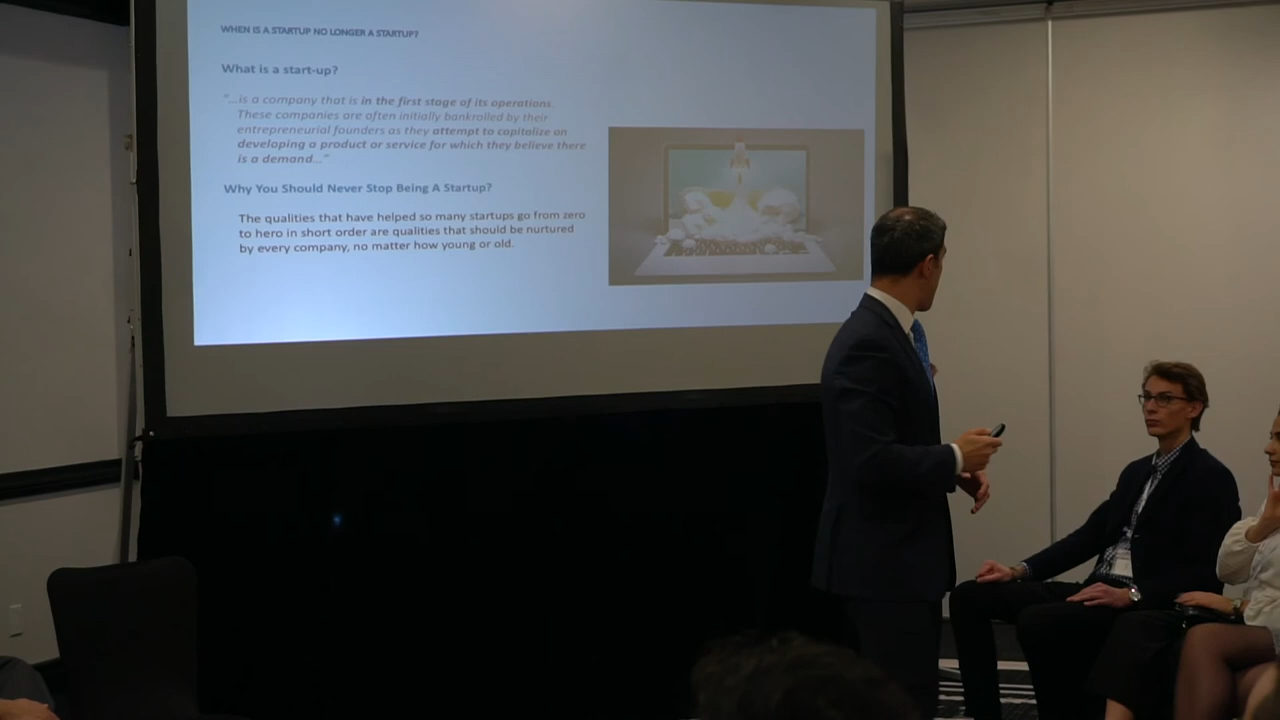 WHEN IS A STARTUP NO LONGER A STARTUP?
What is a start-up?
"...is a company that is in the first stage of its operations.
These companies are often initially bankrolled by their
entrepreneurial founders as they attempt to capitalize on
developing a product or service for which they believe there
is a demand..."
Why You Should Never Stop Being A Startup?
The qualities that have helped so many startups go from zero
to hero in short order are qualities that should be nurtured
by every company, no matter how young or old.